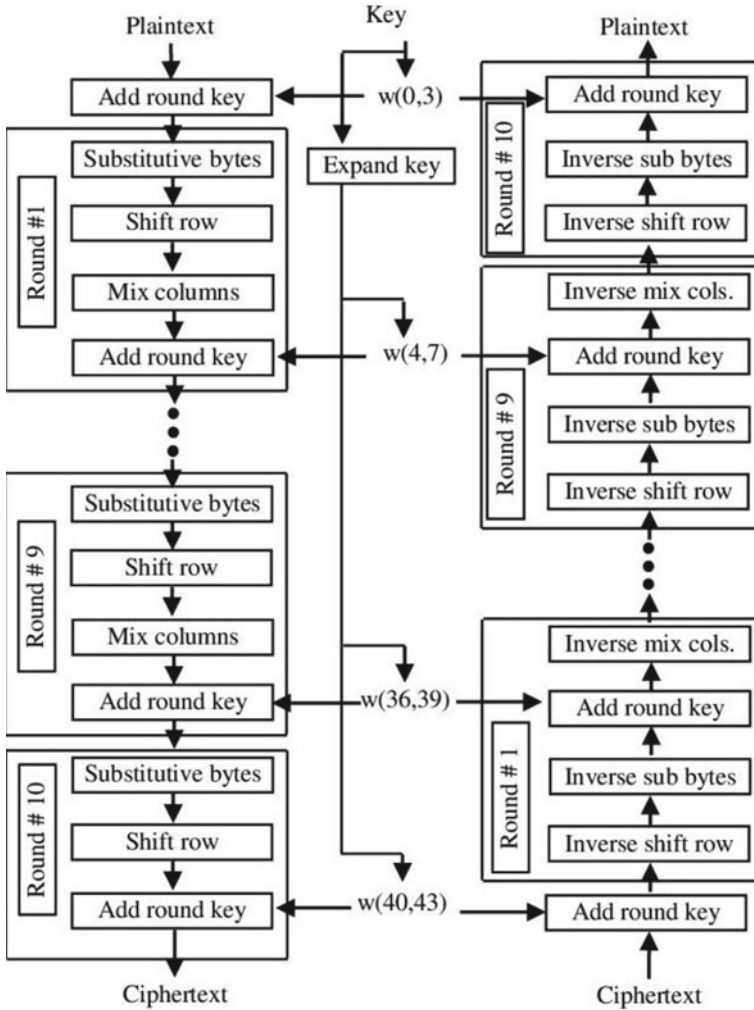 Plaintext
Add round key
Round #1
Substitutive bytes
Shift row
Mix columns
Add round key
Round # 9
Substitutive bytes
Shift row
Mix columns
Add round key
Round # 10
Substitutive bytes
Shift row
Add round key
Ciphertext
Key
w(0,3)
Expand key
w(4,7)
w(36,39)
w(40,43)
Plaintext
Round # 10
Add round key
Inverse sub bytes
Inverse shift row
Round # 9
Inverse mix cols.
Add round key
Inverse sub bytes
Inverse shift row
Round # 1
Inverse mix cols.
Add round key
Inverse sub bytes
Inverse shift row
Add round key
Ciphertext